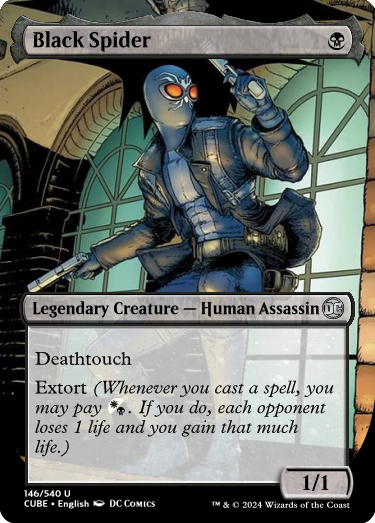 Black Spider
Legendary Creature — Human Assassin DC
Deathtouch
Extort (Whenever you cast a spell, you
may pay . If you do, each opponent
loses 1 life and you gain that much
life.)
1/1
146/540 U
CUBE • English DC COMICS ™ & © 2024 Wizards of the Coast